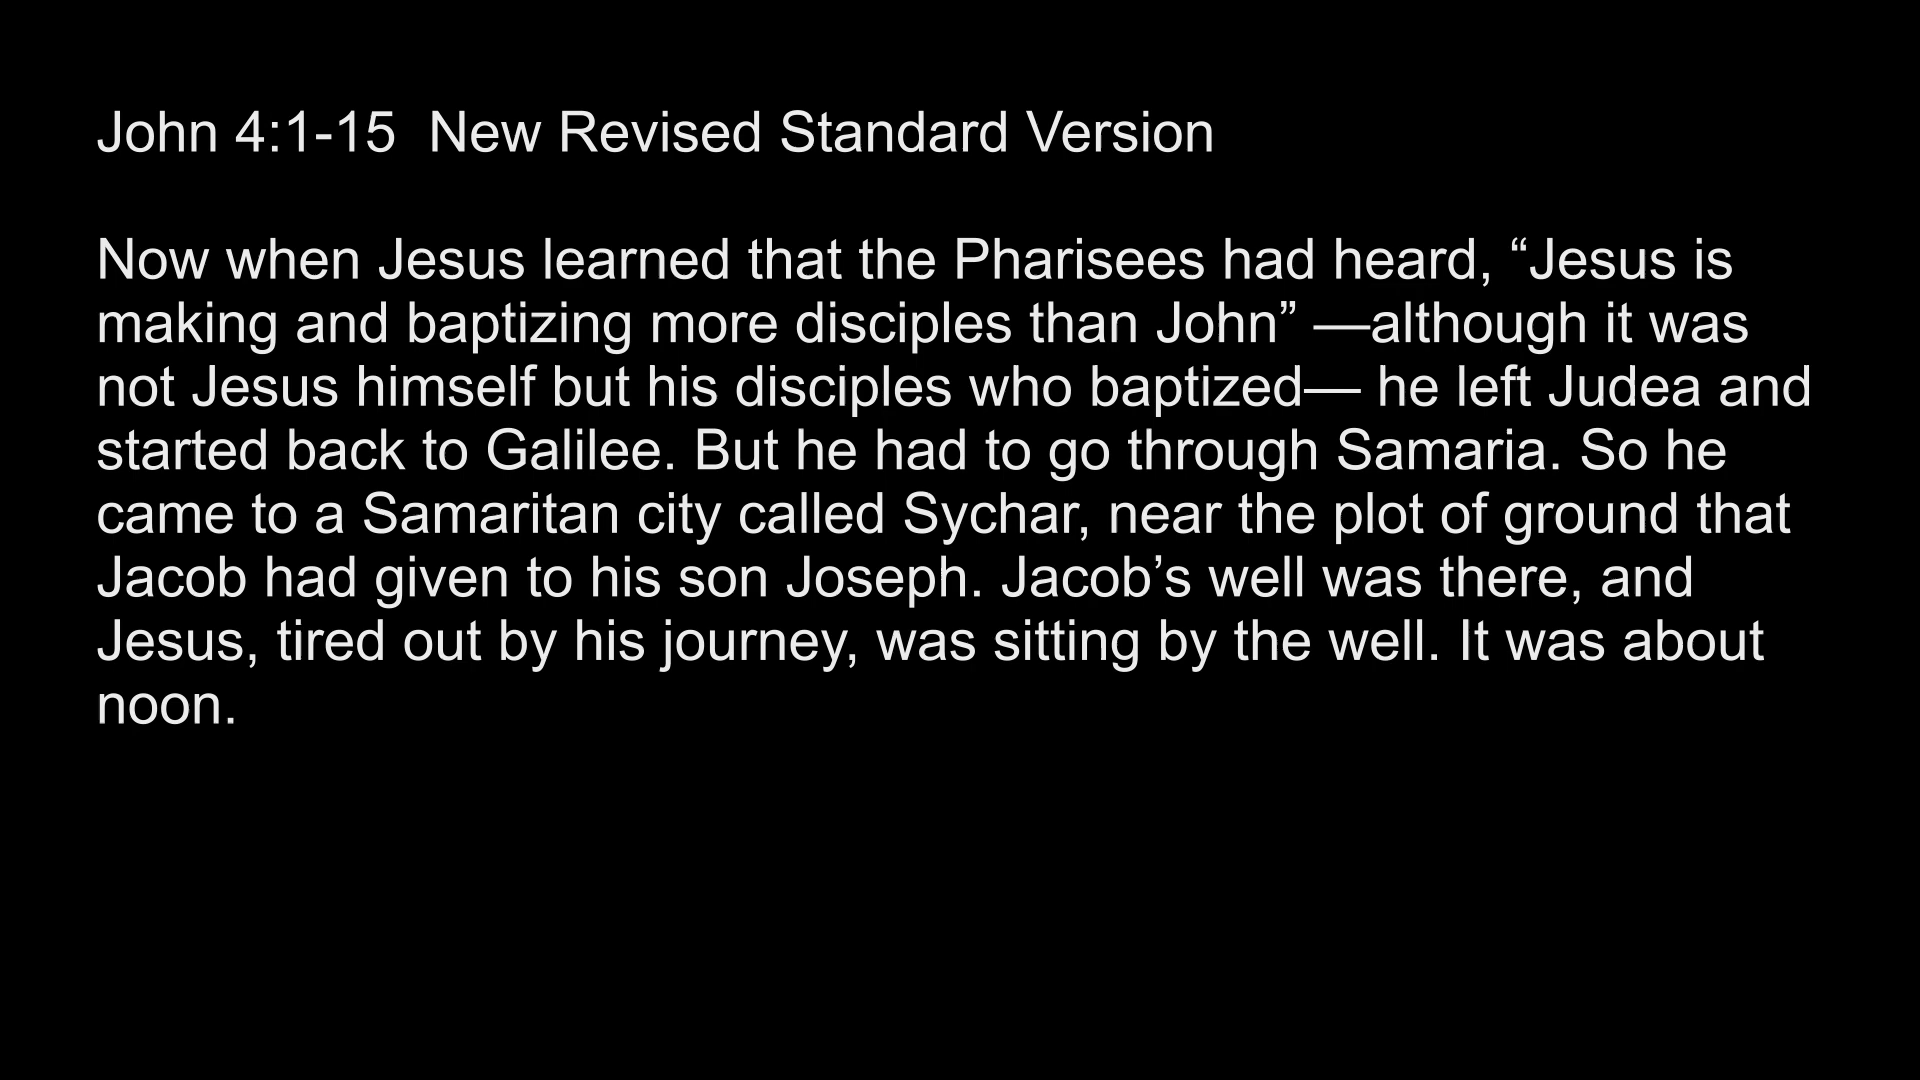 John 4:1-15  New Revised Standard Version
Now when Jesus learned that the Pharisees had heard, “Jesus is
making and baptizing more disciples than John” —although it was
not Jesus himself but his disciples who baptized— he left Judea and
started back to Galilee. But he had to go through Samaria. So he
came to a Samaritan city called Sychar, near the plot of ground that
Jacob had given to his son Joseph. Jacob’s well was there, and
Jesus, tired out by his journey, was sitting by the well. It was about
noon.